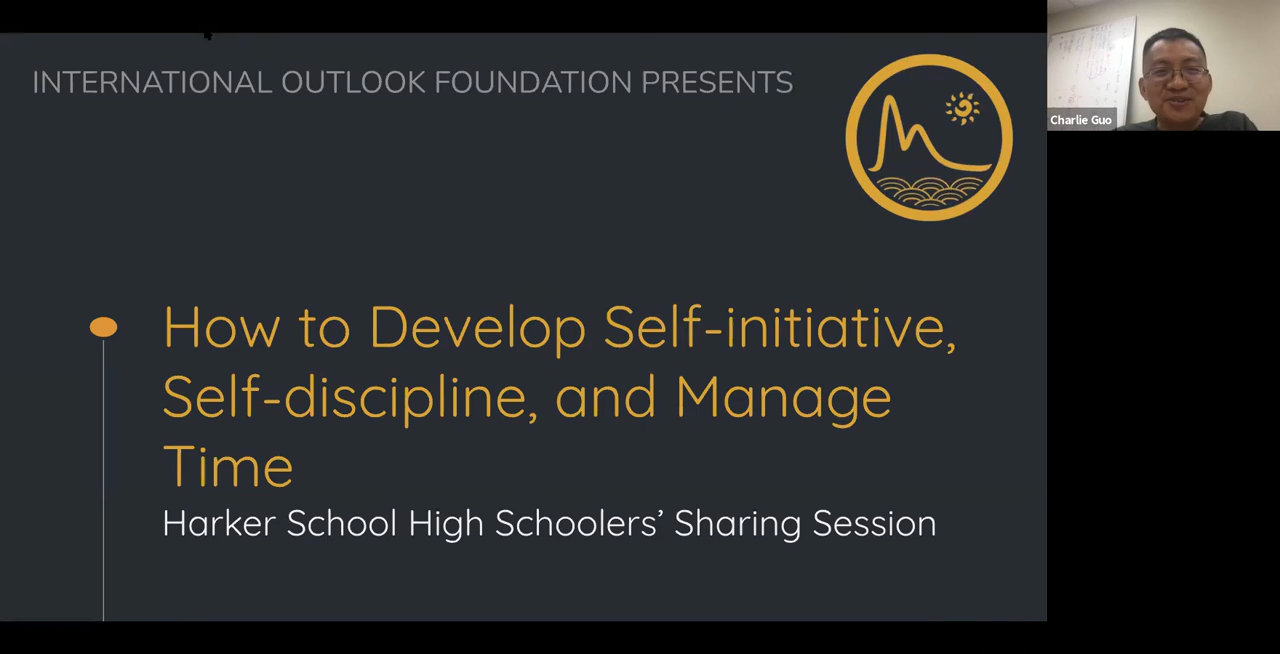 INTERNATIONAL OUTLOOK FOUNDATION PRESENTS
How to Develop Self-initiative,
Self-discipline, and Manage
Time
Harker School High Schoolers’ Sharing Session
Charlie Guo